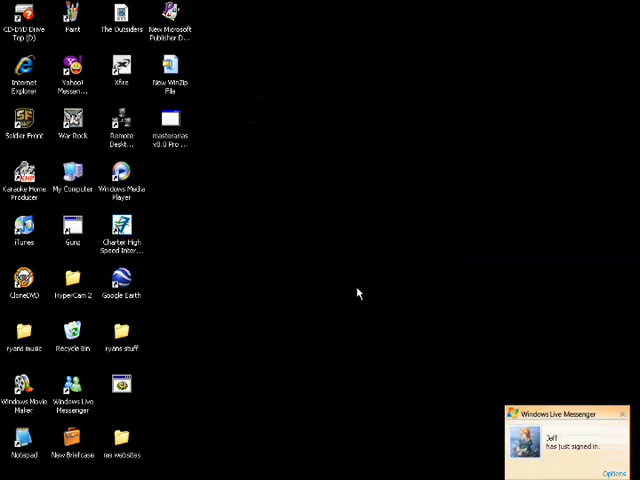 CD-DVD Drive
Top (D)
Paint
The Outsiders
New Microsoft
Publisher D...
Internet
Explorer
Yahoo!
Messen...
Xfire
New WinZip
File
Soldier Front
War Rock
Remote
Deskt...
masterarias
v8.0 Pro ...
Karaoke Home
Producer
My Computer
Windows Media
Player
iTunes
Gunz
Charter High
Speed Inter...
CloneDVD
HyperCam 2
Google Earth
ryans music
Recycle Bin
ryans stuff
Windows Movie
Maker
Windows Live
Messenger
Notepad
New Briefcase
me websites
Windows Live Messenger
Jeff
has just signed in.
Options